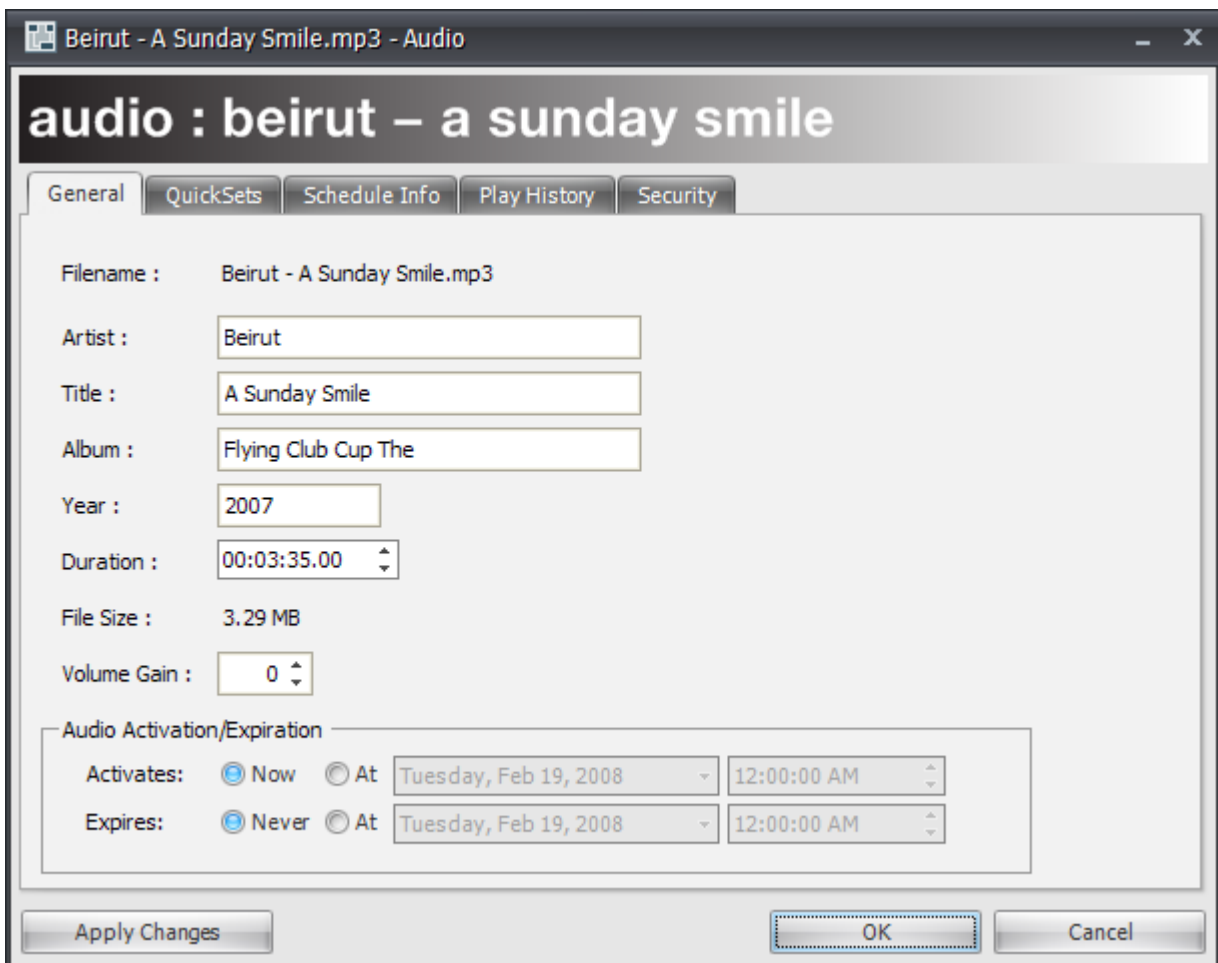 Beirut - A Sunday Smile.mp3 - Audio
audio : beirut – a sunday smile
General QuickSets Schedule Info Play History Security
Filename : Beirut - A Sunday Smile.mp3
Artist : Beirut
Title : A Sunday Smile
Album : Flying Club Cup The
Year : 2007
Duration : 00:03:35.00
File Size : 3.29 MB
Volume Gain : 0
Audio Activation/Expiration
Activates: Now At Tuesday, Feb 19, 2008 12:00:00 AM
Expires: Never At Tuesday, Feb 19, 2008 12:00:00 AM
Apply Changes OK Cancel